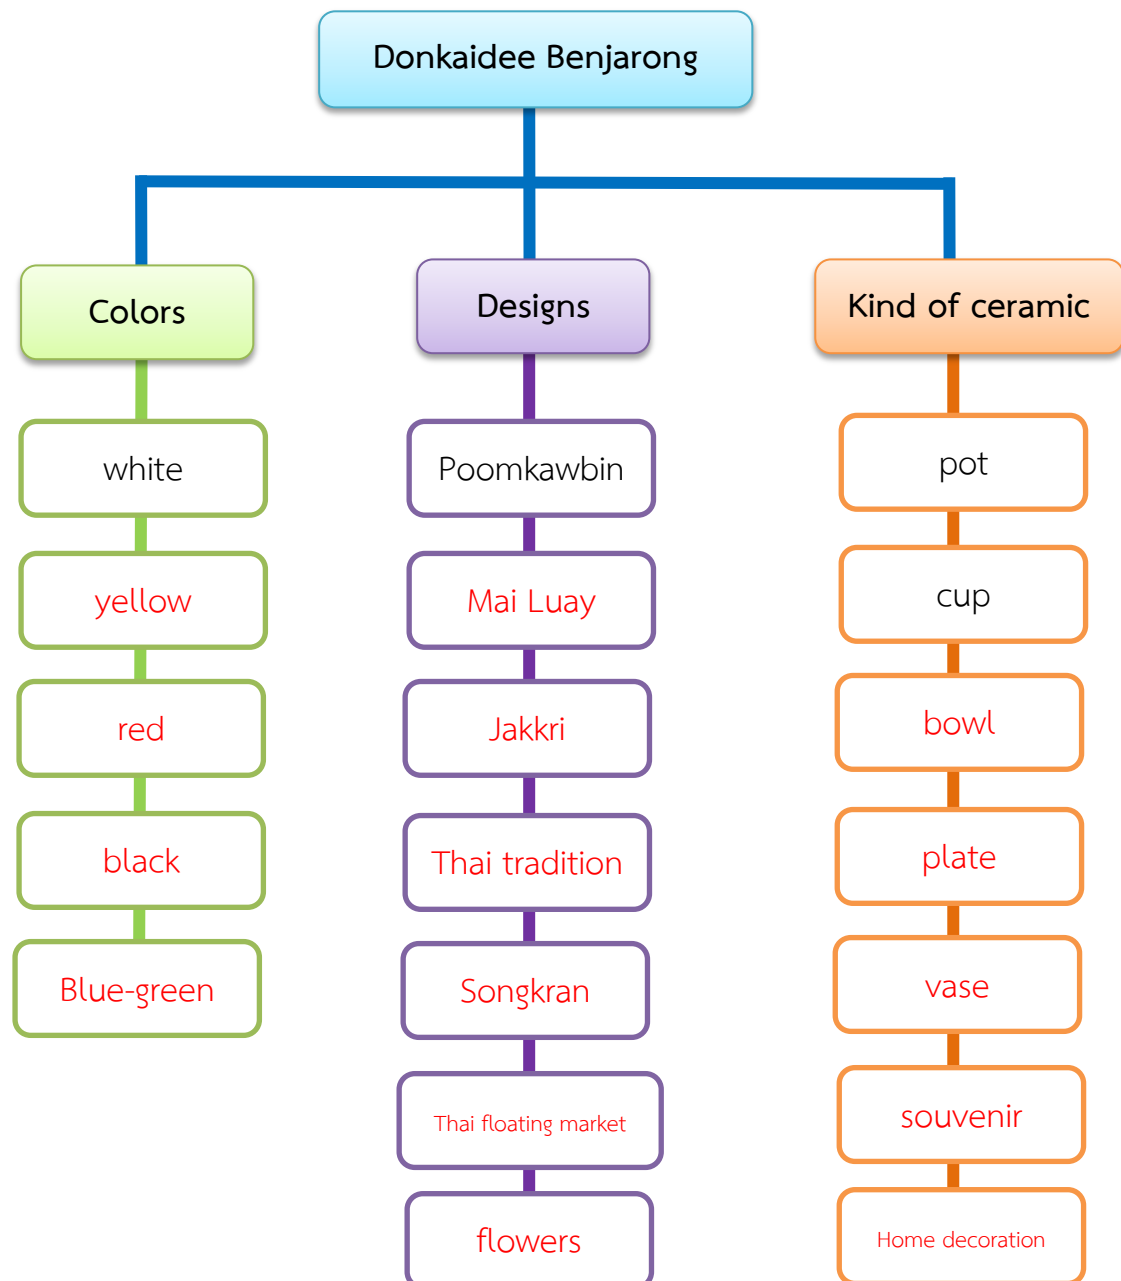 Donkaidee Benjarong
Colors
white
yellow
red
black
Blue-green
Designs
Poomkawbin
Mai Luay
Jakkri
Thai tradition
Songkran
Thai floating market
flowers
Kind of ceramic
pot
cup
bowl
plate
vase
souvenir
Home decoration